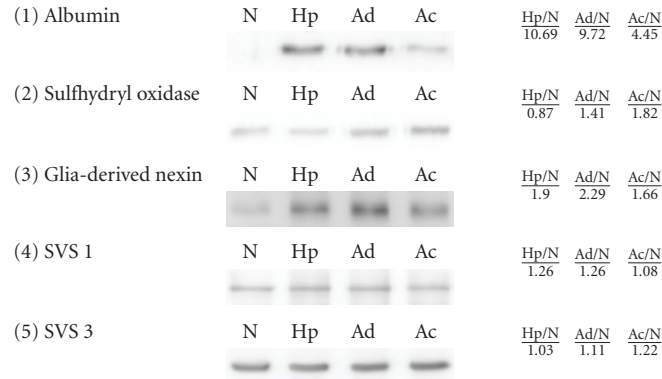 (1) Albumin N Hp Ad Ac Hp/N Ad/N Ac/N
10.69 9.72 4.45
(2) Sulfhydryl oxidase N Hp Ad Ac Hp/N Ad/N Ac/N
0.87 1.41 1.82
(3) Glia-derived nexin N Hp Ad Ac Hp/N Ad/N Ac/N
1.9 2.29 1.66
(4) SVS 1 N Hp Ad Ac Hp/N Ad/N Ac/N
1.26 1.26 1.08
(5) SVS 3 N Hp Ad Ac Hp/N Ad/N Ac/N
1.03 1.11 1.22